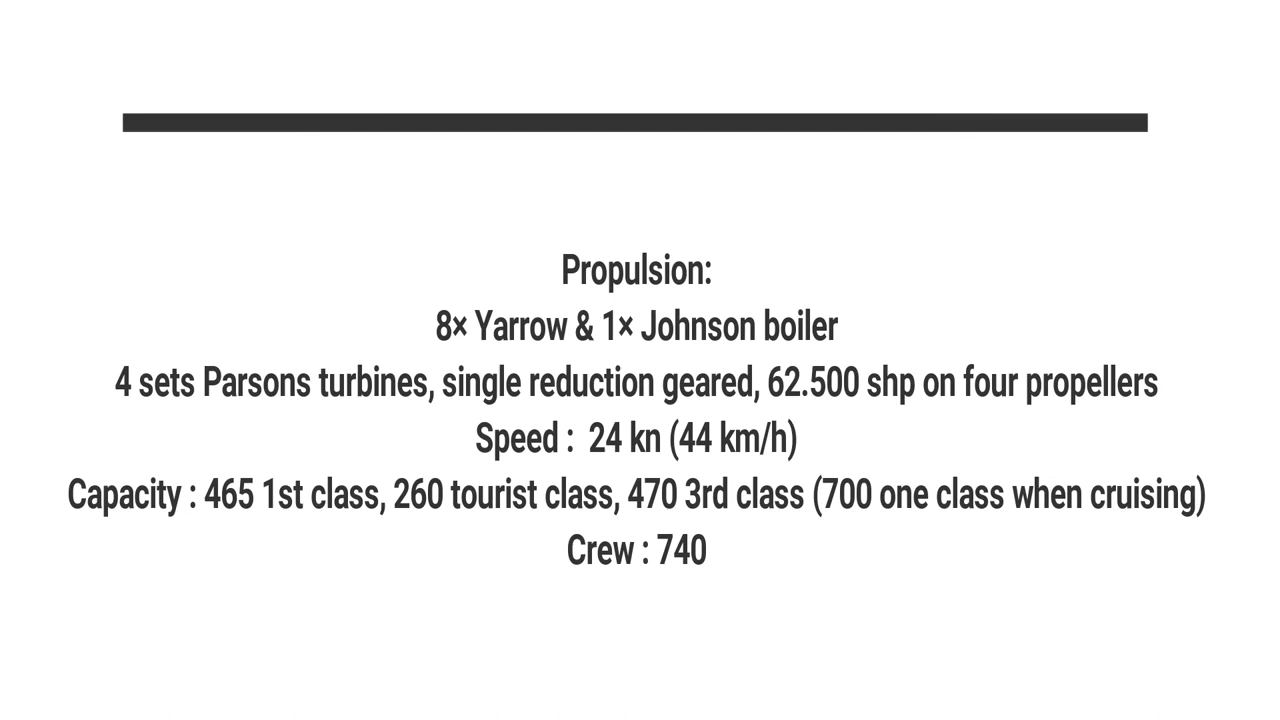 Propulsion:
8× Yarrow & 1× Johnson boiler
4 sets Parsons turbines, single reduction geared, 62.500 shp on four propellers
Speed :  24 kn (44 km/h)
Capacity : 465 1st class, 260 tourist class, 470 3rd class (700 one class when cruising)
Crew : 740